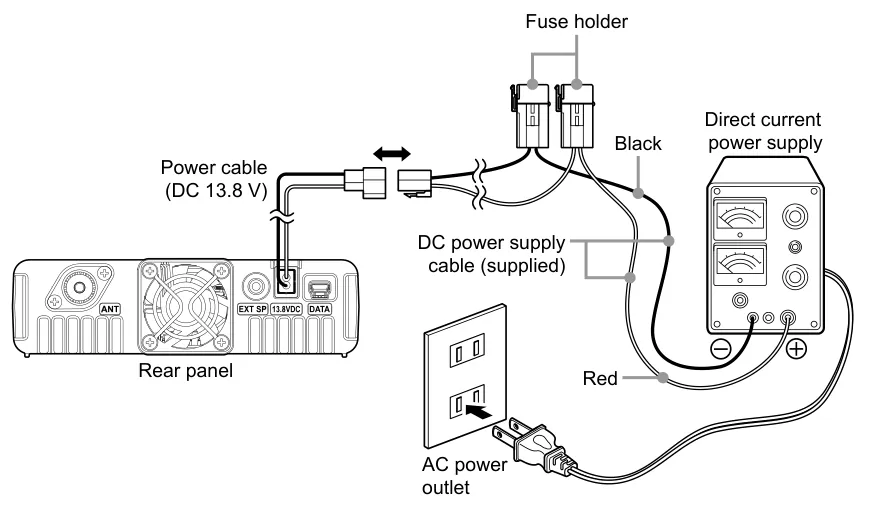 Fuse holder
Direct current
power supply
Black
Power cable
(DC 13.8 V)
DC power supply
cable (supplied)
ANT
EXT SP
13.8VDC
DATA
⊖
⊕
Rear panel
Red
AC power
outlet